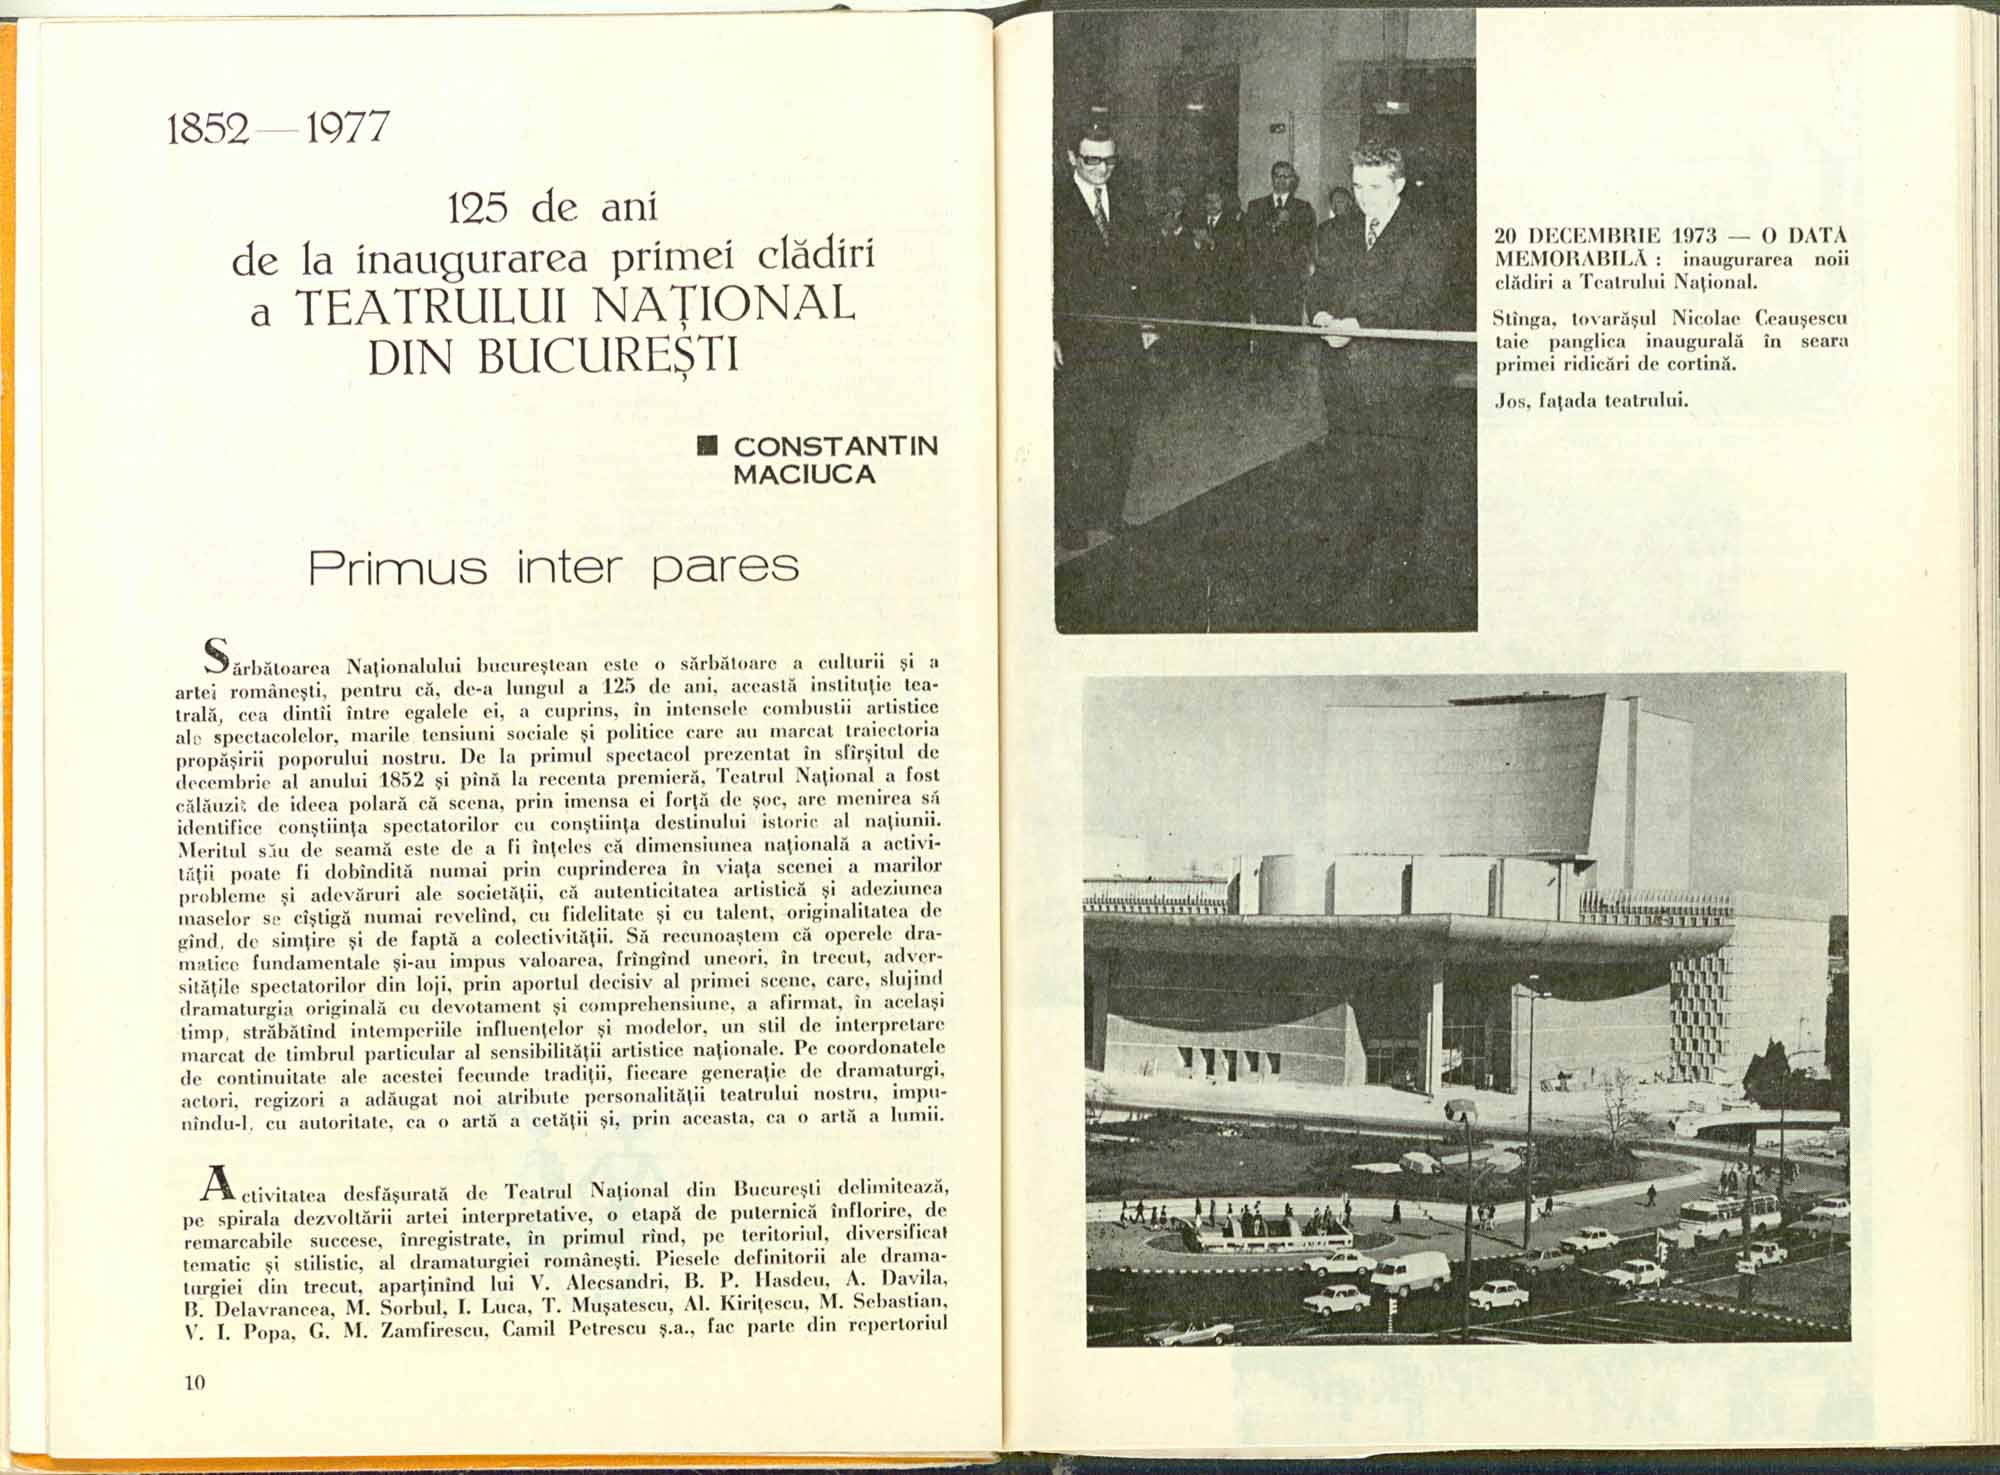 1852 — 1977
125 de ani
de la inaugurarea primei clădiri
a TEATRULUI NAȚIONAL
DIN BUCUREȘTI
■ CONSTANTIN
MACIUCA
Primus inter pares
Sărbătoarea Naționalului bucureștean este o sărbătoare a culturii și a
artei românești, pentru că, de-a lungul a 125 de ani, această instituție tea-
trală, cea dintîi între egalele ei, a cuprins, în intensele combustii artistice
ale spectacolelor, marile tensiuni sociale și politice care au marcat traiectoria
propășirii poporului nostru. De la primul spectacol prezentat în sfîrșitul de
decembrie al anului 1852 și pînă la recenta premieră, Teatrul Național a fost
călăuzit de ideea polară că scena, prin imensa ei forță de șoc, are menirea să
identifice conștiința spectatorilor cu conștiința destinului istoric al națiunii.
Meritul său de seamă este de a fi înțeles că dimensiunea națională a activi-
tății poate fi dobîndită numai prin cuprinderea în viața scenei a marilor
probleme și adevăruri ale societății, că autenticitatea artistică și adeziunea
maselor se cîștigă numai revelînd, cu fidelitate și cu talent, originalitatea de
gînd, de simțire și de faptă a colectivității. Să recunoaștem că operele dra-
matice fundamentale și-au impus valoarea, frîngînd uneori, în trecut, adver-
sitățile spectatorilor din loji, prin aportul decisiv al primei scene, care, slujind
dramaturgia originală cu devotament și comprehensiune, a afirmat, în același
timp, străbătînd intemperiile influențelor și modelor, un stil de interpretare
marcat de timbrul particular al sensibilității artistice naționale. Pe coordonatele
de continuitate ale acestei fecunde tradiții, fiecare generație de dramaturgi,
actori, regizori a adăugat noi atribute personalității teatrului nostru, impu-
nîndu-l, cu autoritate, ca o artă a cetății și, prin aceasta, ca o artă a lumii.
Activitatea desfășurată de Teatrul Național din București delimitează,
pe spirala dezvoltării artei interpretative, o etapă de puternică înflorire, de
remarcabile succese, înregistrate, în primul rînd, pe teritoriul, diversificat
tematic și stilistic, al dramaturgiei românești. Piesele definitorii ale drama-
turgiei din trecut, aparținînd lui V. Alecsandri, B. P. Hasdeu, A. Davila,
B. Delavrancea, M. Sorbul, I. Luca, T. Mușatescu, Al. Kirițescu, M. Sebastian,
V. I. Popa, G. M. Zamfirescu, Camil Petrescu ș.a., fac parte din repertoriul
10
20 DECEMBRIE 1973 — O DATĂ
MEMORABILĂ : inaugurarea noii
clădiri a Teatrului Național.
Stînga, tovarășul Nicolae Ceaușescu
taie panglica inaugurală în seara
primei ridicări de cortină.
Jos, fațada teatrului.